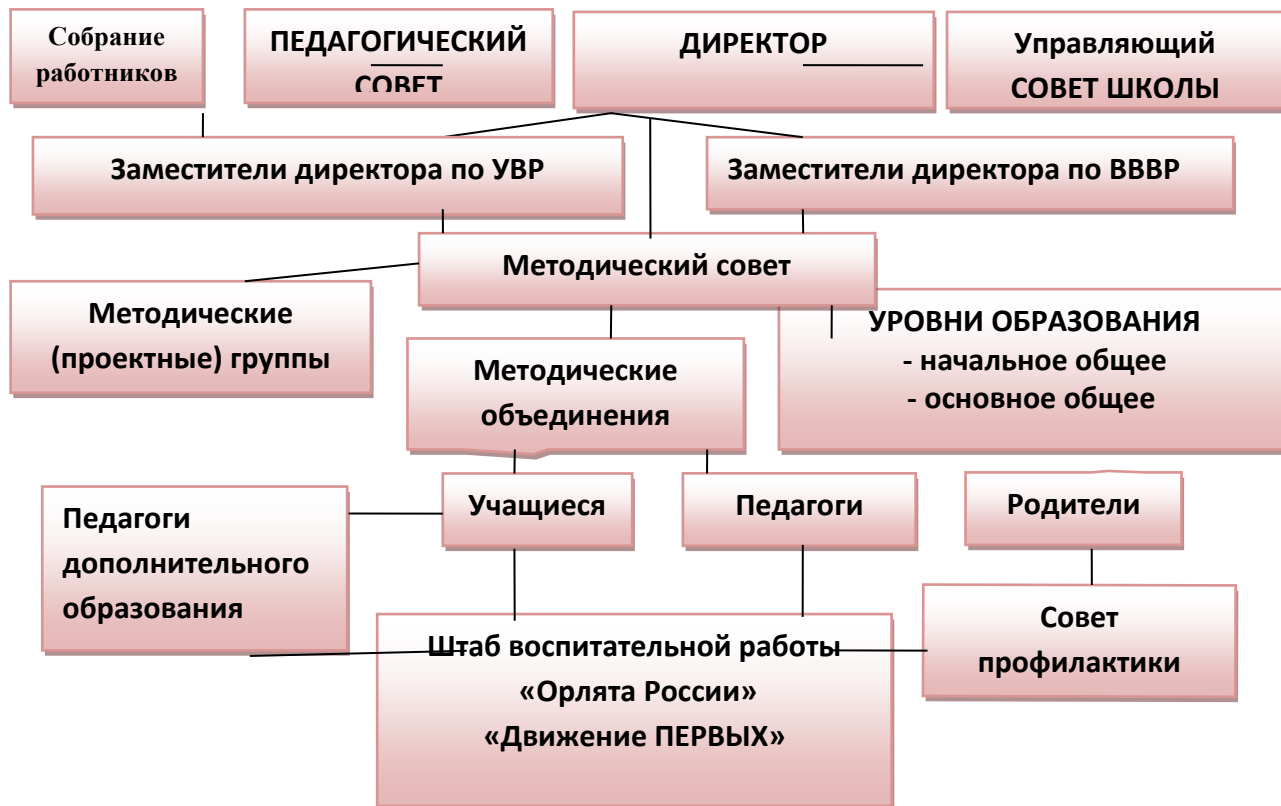 Собрание
работников
ПЕДАГОГИЧЕСКИЙ
СОВЕТ
ДИРЕКТОР
Управляющий
СОВЕТ ШКОЛЫ
Заместители директора по УВР
Заместители директора по ВВВР
Методический совет
Методические
(проектные) группы
УРОВНИ ОБРАЗОВАНИЯ
- начальное общее
- основное общее
Методические
объединения
Педагоги
дополнительного
образования
Учащиеся
Педагоги
Родители
Штаб воспитательной работы
«Орлята России»
«Движение ПЕРВЫХ»
Совет
профилактики